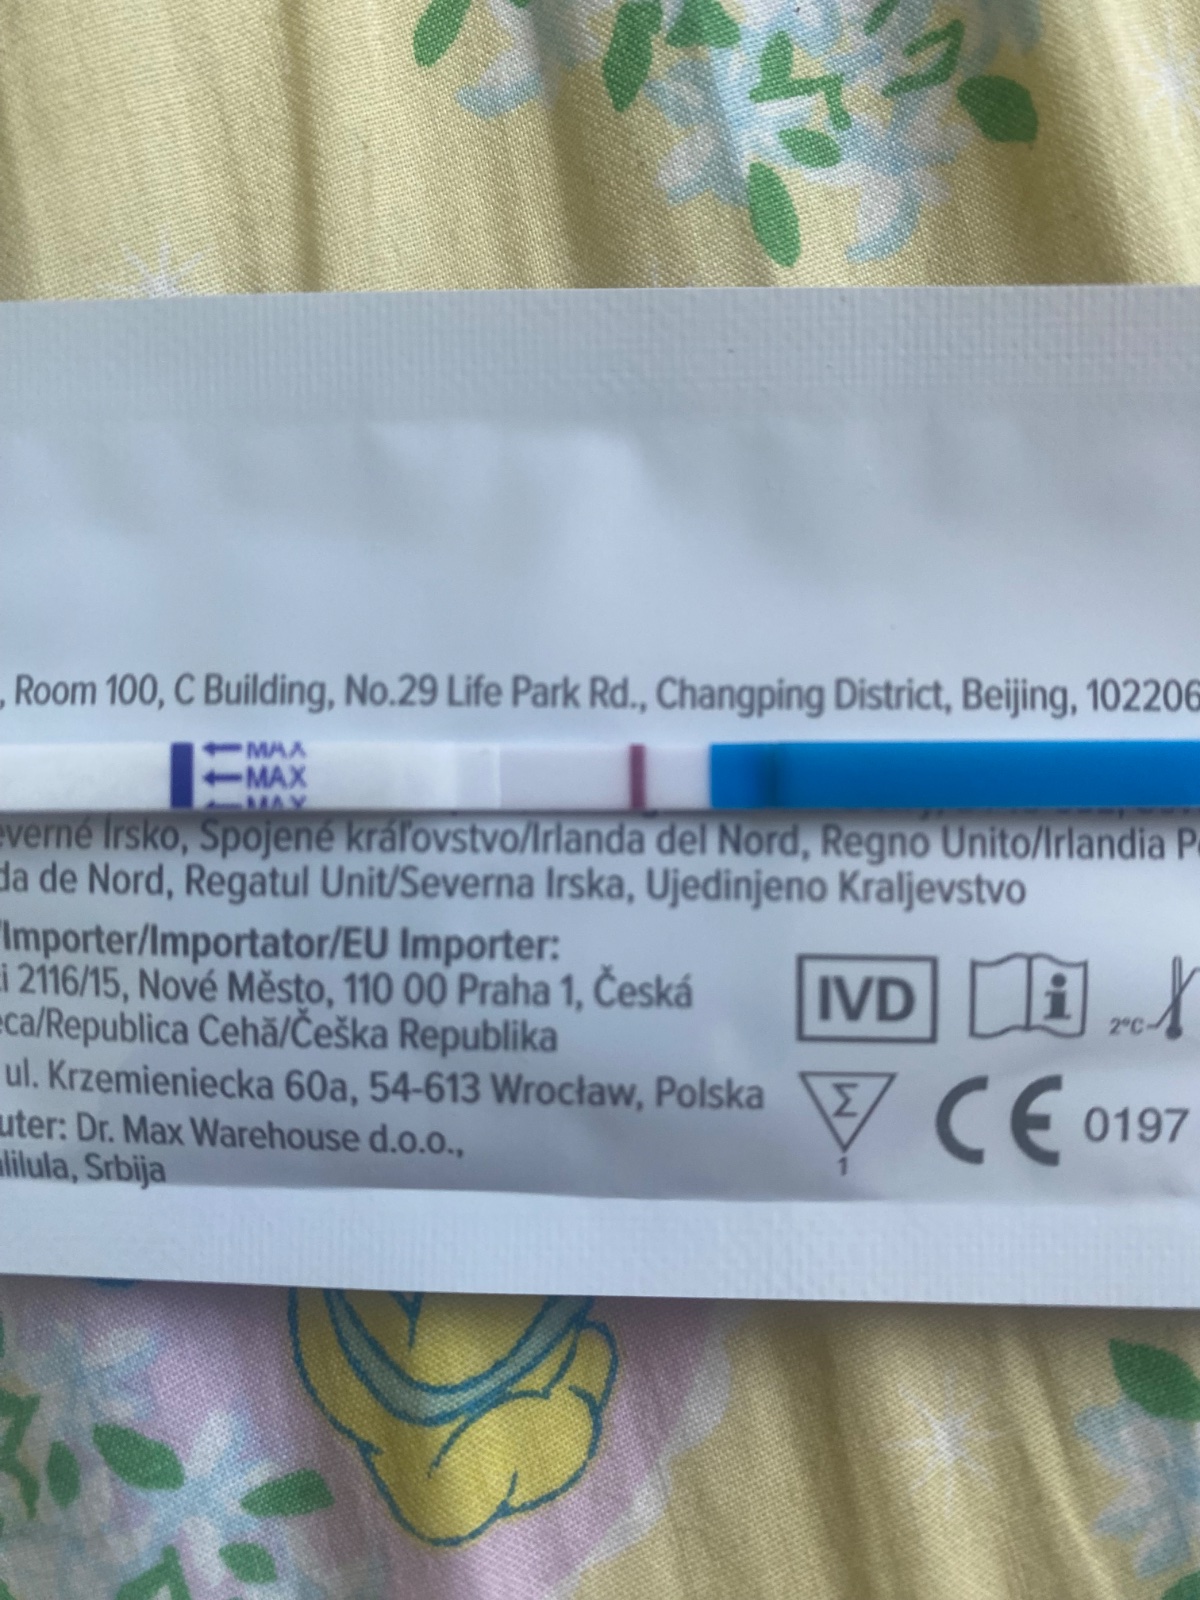 , Room 100, C Building, No.29 Life Park Rd., Changping District, Beijing, 102206
MAX
MAX
MAX
everné Írsko, Spojené kráľovstvo/Irlanda del Nord, Regno Unito/Irlandia P
da de Nord, Regatul Unit/Severna Irska, Ujedinjeno Kraljevstvo
/Importer/Importator/EU Importer:
i 2116/15, Nové Město, 110 00 Praha 1, Česká
eca/Republica Cehă/Češka Republika
ul. Krzemieniecka 60a, 54-613 Wrocław, Polska
uter: Dr. Max Warehouse d.o.o.,
lilula, Srbija
IVD
i
2°C
Σ
1
CE 0197